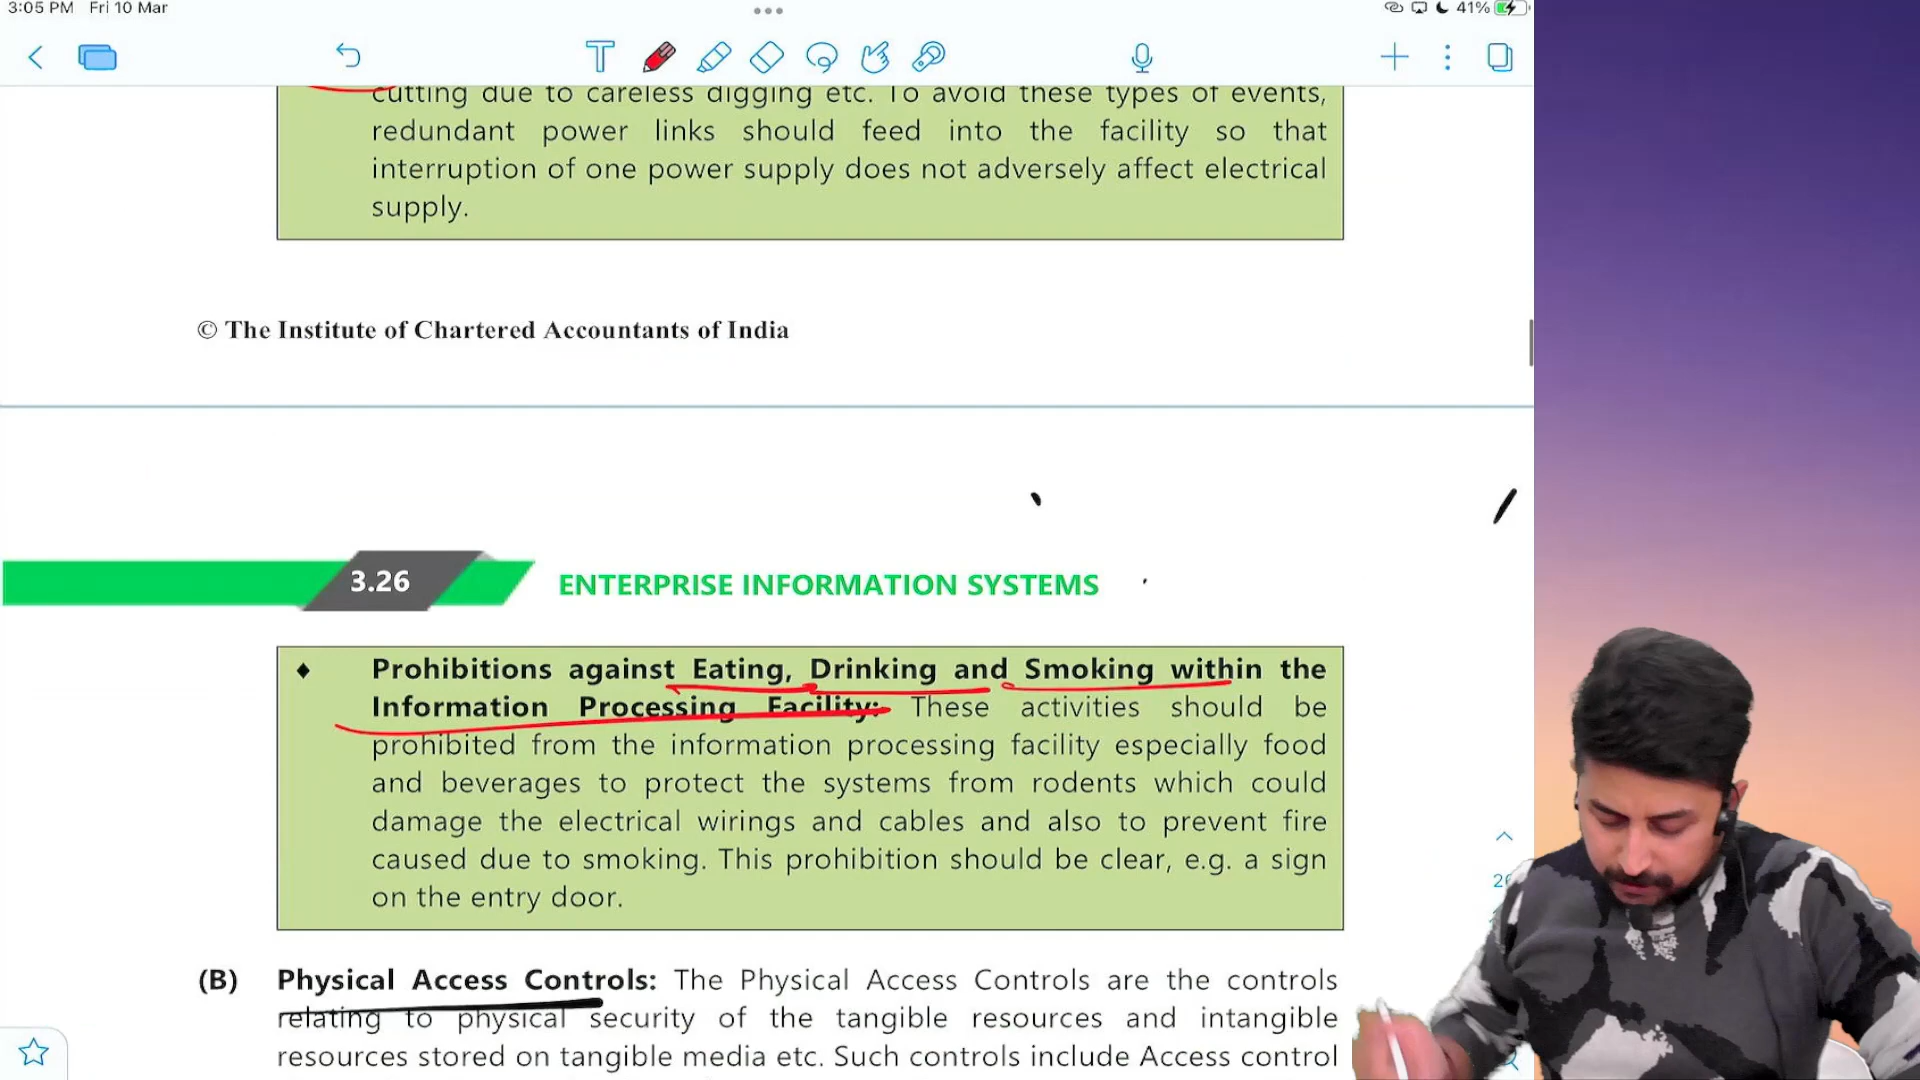 3:05 PM Fri 10 Mar
41%
cutting due to careless digging etc. To avoid these types of events,
redundant power links should feed into the facility so that
interruption of one power supply does not adversely affect electrical
supply.
© The Institute of Chartered Accountants of India
3.26 ENTERPRISE INFORMATION SYSTEMS
♦ Prohibitions against Eating, Drinking and Smoking within the
Information Processing Facility: These activities should be
prohibited from the information processing facility especially food
and beverages to protect the systems from rodents which could
damage the electrical wirings and cables and also to prevent fire
caused due to smoking. This prohibition should be clear, e.g. a sign
on the entry door.
(B) Physical Access Controls: The Physical Access Controls are the controls
relating to physical security of the tangible resources and intangible
resources stored on tangible media etc. Such controls include Access control